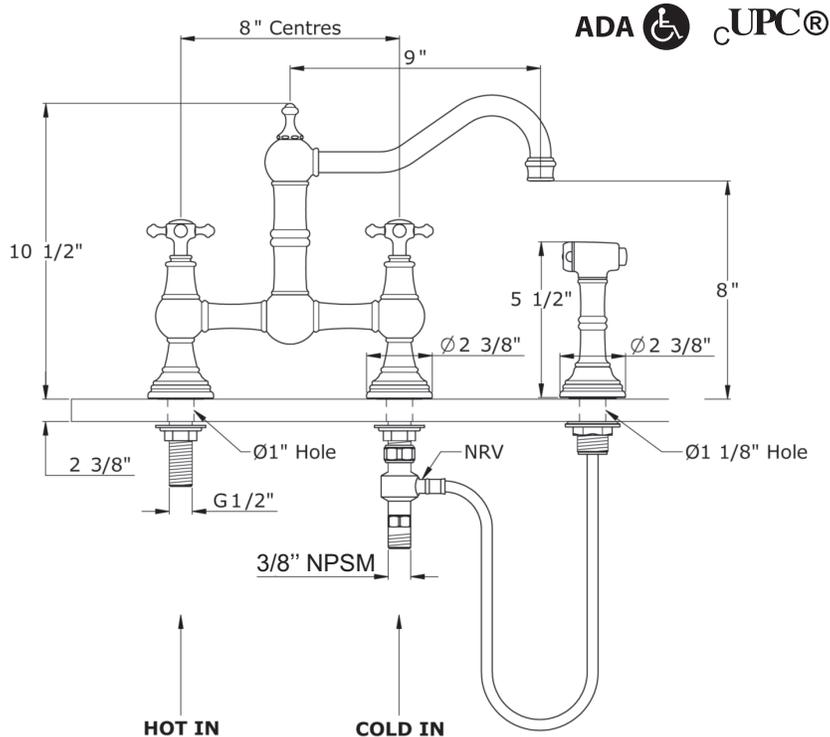 ADA cUPC®
8" Centres
9"
10 1/2"
5 1/2"
8"
Ø2 3/8"
Ø2 3/8"
2 3/8"
Ø1" Hole
NRV
Ø1 1/8" Hole
G1/2"
3/8’’ NPSM
HOT IN
COLD IN